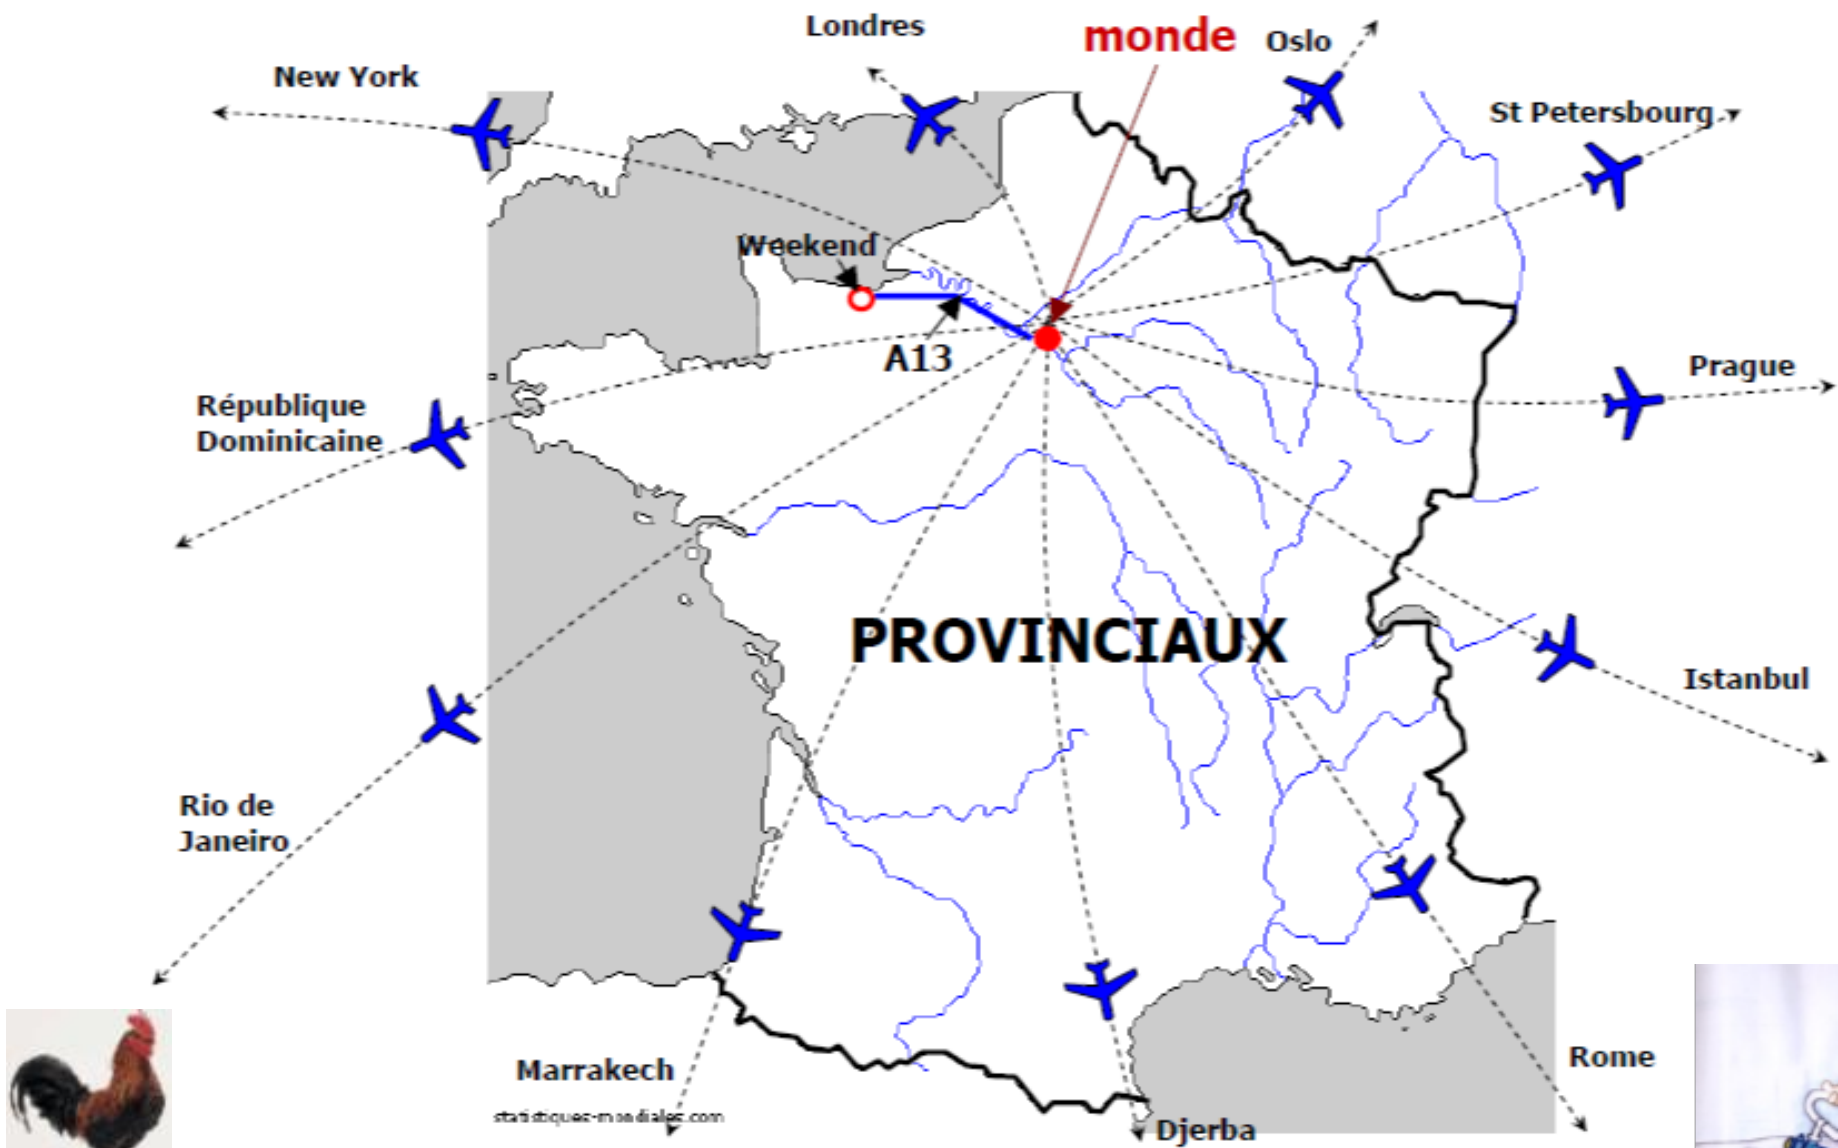 Londres
monde
Oslo
New York
St Petersbourg
Weekend
A13
Prague
République
Dominicaine
PROVINCIAUX
Istanbul
Rio de
Janeiro
Marrakech
Rome
statistiques-mondiales.com
Djerba